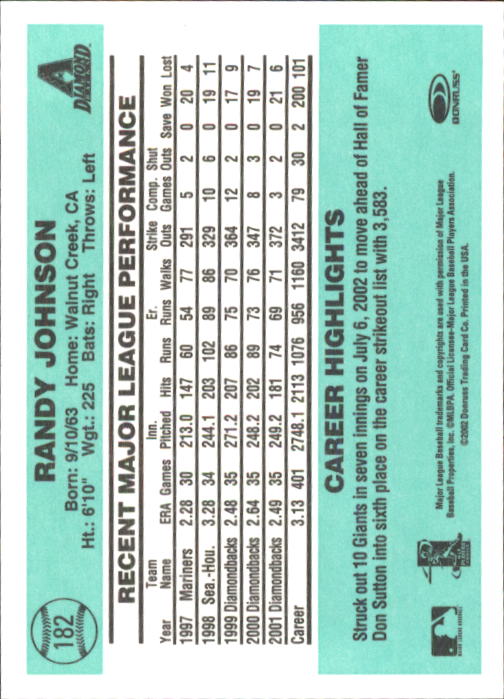 182
RANDY JOHNSON
Born: 9/10/63 Home: Walnut Creek, CA
Ht.: 6'10" Wgt.: 225 Bats: Right Throws: Left
A
DIAMOND
RECENT MAJOR LEAGUE PERFORMANCE
Team Inn. Er. Strike Comp. Shut
Year Name ERA Games Pitched Hits Runs Runs Walks Outs Games Outs Save Won Lost
1997 Mariners 2.28 30 213.0 147 60 54 77 291 5 2 0 20 4
1998 Sea.-Hou. 3.28 34 244.1 203 102 89 86 329 10 6 0 19 11
1999 Diamondbacks 2.48 35 271.2 207 86 75 70 364 12 2 0 17 9
2000 Diamondbacks 2.64 35 248.2 202 89 73 76 347 8 3 0 19 7
2001 Diamondbacks 2.49 35 249.2 181 74 69 71 372 3 2 0 21 6
Career 3.13 401 2748.1 2113 1076 956 1160 3412 79 30 2 200 101
CAREER HIGHLIGHTS
Struck out 10 Giants in seven innings on July 6, 2002 to move ahead of Hall of Famer
Don Sutton into sixth place on the career strikeout list with 3,583.
Major League Baseball trademarks and copyrights are used with permission of Major League
Baseball Properties, Inc. ©MLBPA. Official Licensee-Major League Baseball Players Association.
©2002 Donruss Trading Card Co. Printed in the USA.
DONRUSS